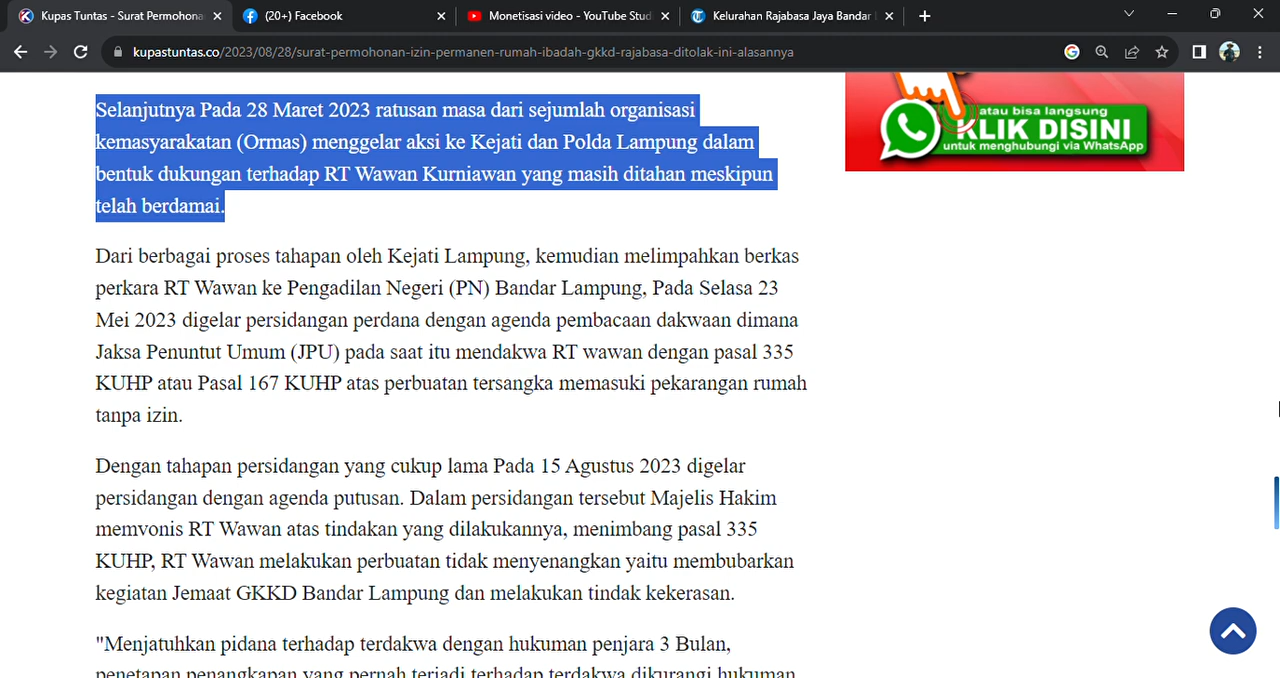 Kupas Tuntas - Surat Permohona
(20+) Facebook
Monetisasi video - YouTube Stud
Kelurahan Rajabasa Jaya Bandar
kupastuntas.co/2023/08/28/surat-permohonan-izin-permanen-rumah-ibadah-gkkd-rajabasa-ditolak-ini-alasannya
Selanjutnya Pada 28 Maret 2023 ratusan masa dari sejumlah organisasi
kemasyarakatan (Ormas) menggelar aksi ke Kejati dan Polda Lampung dalam
bentuk dukungan terhadap RT Wawan Kurniawan yang masih ditahan meskipun
telah berdamai.
atau bisa langsung
KLIK DISINI
untuk menghubungi via WhatsApp
Dari berbagai proses tahapan oleh Kejati Lampung, kemudian melimpahkan berkas
perkara RT Wawan ke Pengadilan Negeri (PN) Bandar Lampung, Pada Selasa 23
Mei 2023 digelar persidangan perdana dengan agenda pembacaan dakwaan dimana
Jaksa Penuntut Umum (JPU) pada saat itu mendakwa RT wawan dengan pasal 335
KUHP atau Pasal 167 KUHP atas perbuatan tersangka memasuki pekarangan rumah
tanpa izin.
Dengan tahapan persidangan yang cukup lama Pada 15 Agustus 2023 digelar
persidangan dengan agenda putusan. Dalam persidangan tersebut Majelis Hakim
memvonis RT Wawan atas tindakan yang dilakukannya, menimbang pasal 335
KUHP, RT Wawan melakukan perbuatan tidak menyenangkan yaitu membubarkan
kegiatan Jemaat GKKD Bandar Lampung dan melakukan tindak kekerasan.
"Menjatuhkan pidana terhadap terdakwa dengan hukuman penjara 3 Bulan,
penetapan penangkapan yang pernah terjadi terhadap terdakwa dikurangi hukuman